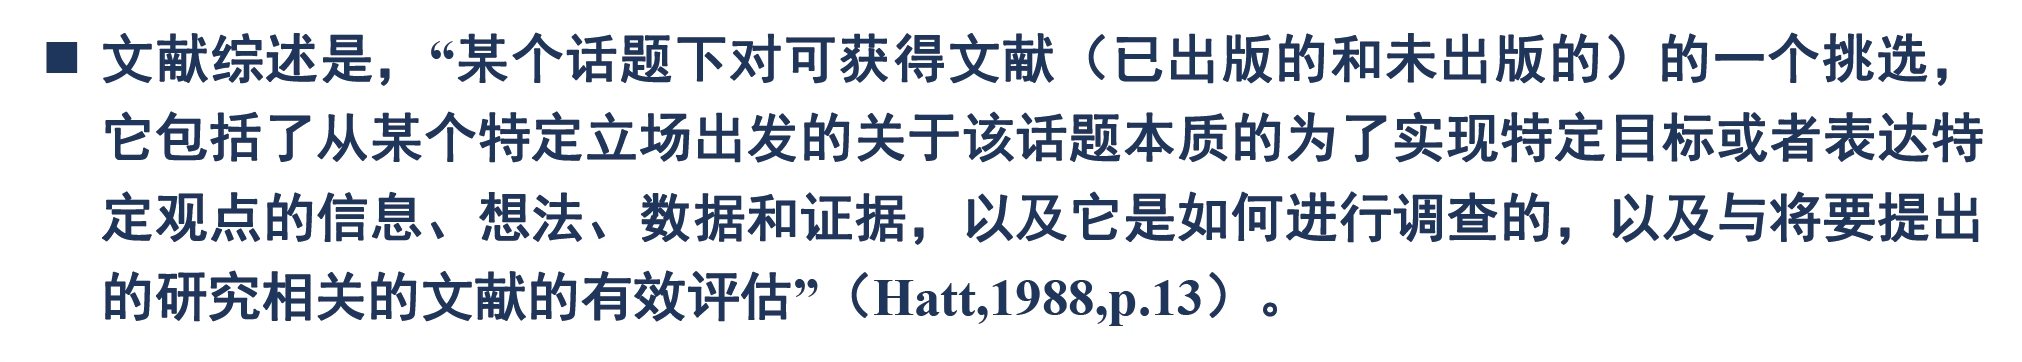 ■ 文献综述是，“某个话题下对可获得文献（已出版的和未出版的）的一个挑选，
它包括了从某个特定立场出发的关于该话题本质的为了实现特定目标或者表达特
定观点的信息、想法、数据和证据，以及它是如何进行调查的，以及与将要提出
的研究相关的文献的有效评估”（Hatt,1988,p.13）。